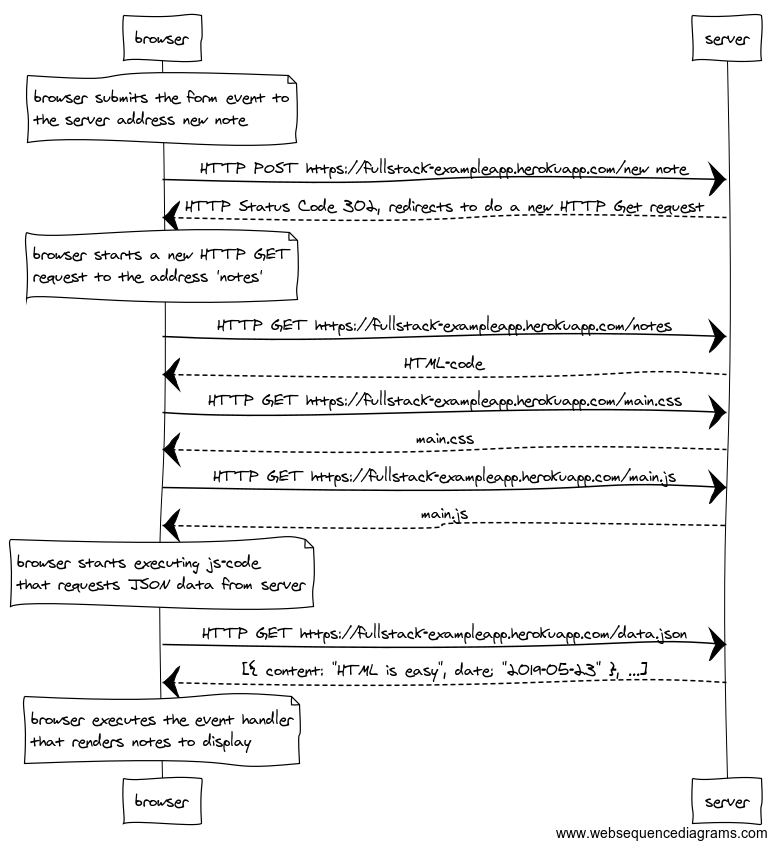 browser
server
browser submits the form event to
the server address new note
HTTP POST https://fullstack-exampleapp.herokuapp.com/new note
HTTP Status Code 302, redirects to do a new HTTP Get request
browser starts a new HTTP GET
request to the address 'notes'
HTTP GET https://fullstack-exampleapp.herokuapp.com/notes
HTML-code
HTTP GET https://fullstack-exampleapp.herokuapp.com/main.css
main.css
HTTP GET https://fullstack-exampleapp.herokuapp.com/main.js
main.js
browser starts executing js-code
that requests JSON data from server
HTTP GET https://fullstack-exampleapp.herokuapp.com/data.json
[{ content: "HTML is easy", date: "2019-05-23" }, ...]
browser executes the event handler
that renders notes to display
browser
server
www.websequencediagrams.com